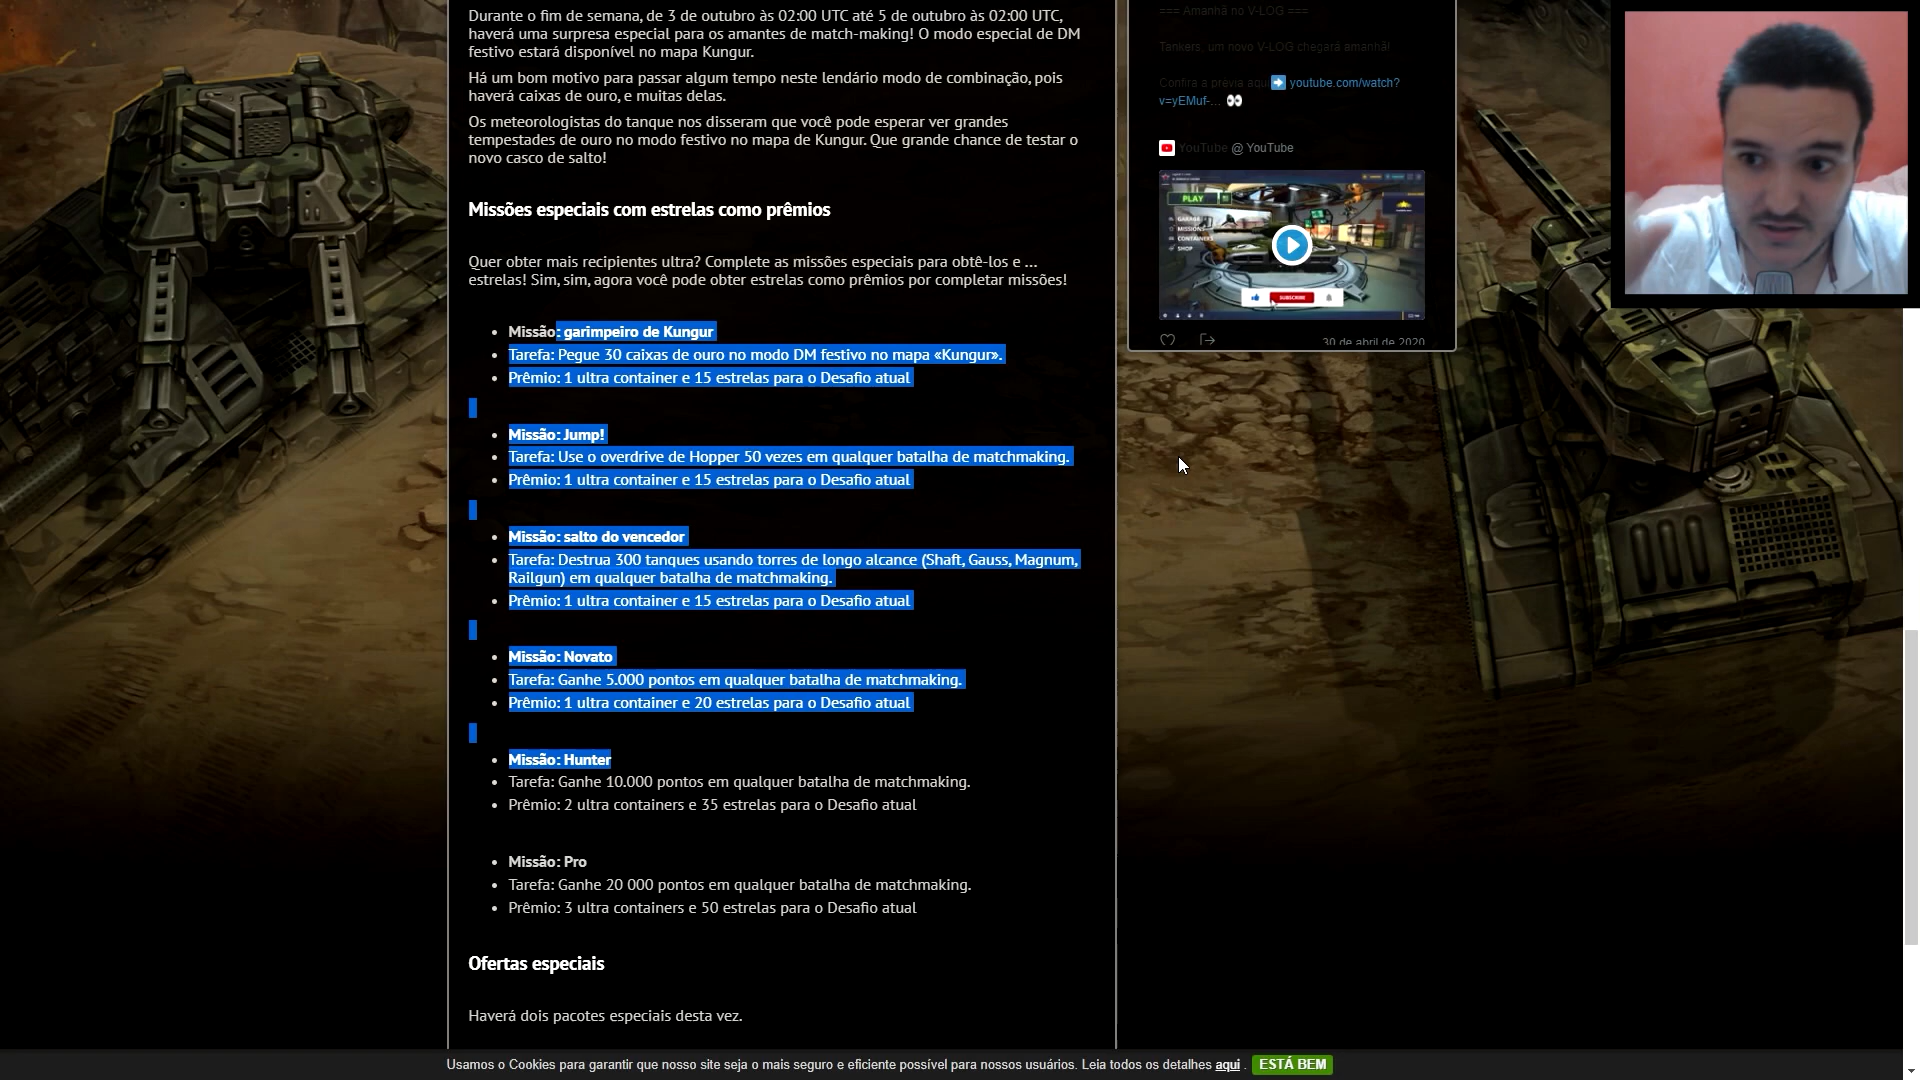 Durante o fim de semana, de 3 de outubro às 02:00 UTC até 5 de outubro às 02:00 UTC,
haverá uma surpresa especial para os amantes de match-making! O modo especial de DM
festivo estará disponível no mapa Kungur.
Há um bom motivo para passar algum tempo neste lendário modo de combinação, pois
haverá caixas de ouro, e muitas delas.
Os meteorologistas do tanque nos disseram que você pode esperar ver grandes
tempestades de ouro no modo festivo no mapa de Kungur. Que grande chance de testar o
novo casco de salto!
Missões especiais com estrelas como prêmios
Quer obter mais recipientes ultra? Complete as missões especiais para obtê-los e ...
estrelas! Sim, sim, agora você pode obter estrelas como prêmios por completar missões!
Missão: garimpeiro de Kungur
Tarefa: Pegue 30 caixas de ouro no modo DM festivo no mapa «Kungur».
Prêmio: 1 ultra container e 15 estrelas para o Desafio atual
Missão: Jump!
Tarefa: Use o overdrive de Hopper 50 vezes em qualquer batalha de matchmaking.
Prêmio: 1 ultra container e 15 estrelas para o Desafio atual
Missão: salto do vencedor
Tarefa: Destrua 300 tanques usando torres de longo alcance (Shaft, Gauss, Magnum,
Railgun) em qualquer batalha de matchmaking.
Prêmio: 1 ultra container e 15 estrelas para o Desafio atual
Missão: Novato
Tarefa: Ganhe 5.000 pontos em qualquer batalha de matchmaking.
Prêmio: 1 ultra container e 20 estrelas para o Desafio atual
Missão: Hunter
Tarefa: Ganhe 10.000 pontos em qualquer batalha de matchmaking.
Prêmio: 2 ultra containers e 35 estrelas para o Desafio atual
Missão: Pro
Tarefa: Ganhe 20 000 pontos em qualquer batalha de matchmaking.
Prêmio: 3 ultra containers e 50 estrelas para o Desafio atual
Ofertas especiais
Haverá dois pacotes especiais desta vez.
=== Amanhã no V-LOG ===
Tankers, um novo V-LOG chegará amanhã!
Confira a prévia aqui youtube.com/watch?
v=yEMuf-...
YouTube @ YouTube
PLAY
GARAGE
MISSIONS
CONTAINERS
SHOP
SUBSCRIBE
30 de abril de 2020
Usamos o Cookies para garantir que nosso site seja o mais seguro e eficiente possível para nossos usuários. Leia todos os detalhes aqui . ESTÁ BEM